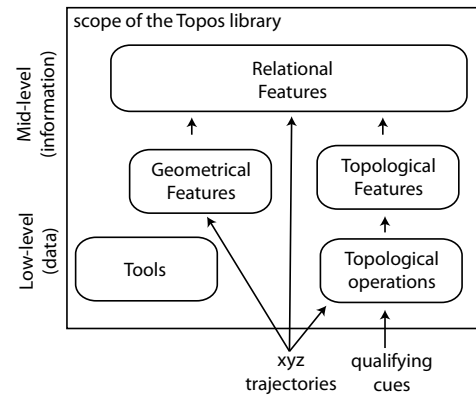 scope of the Topos library
Mid-level
(information)
Relational
Features
Geometrical
Features
Topological
Features
Low-level
(data)
Tools
Topological
operations
xyz
trajectories
qualifying
cues